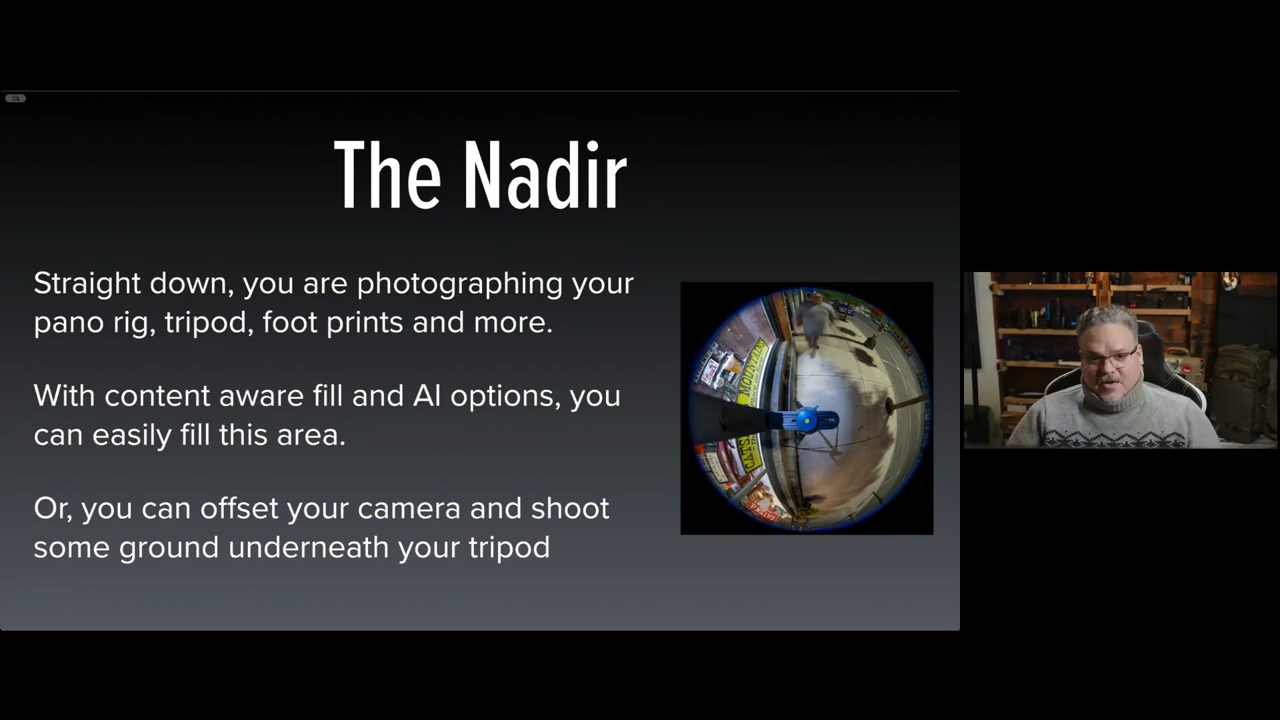 The Nadir
Straight down, you are photographing your
pano rig, tripod, foot prints and more.
With content aware fill and AI options, you
can easily fill this area.
Or, you can offset your camera and shoot
some ground underneath your tripod